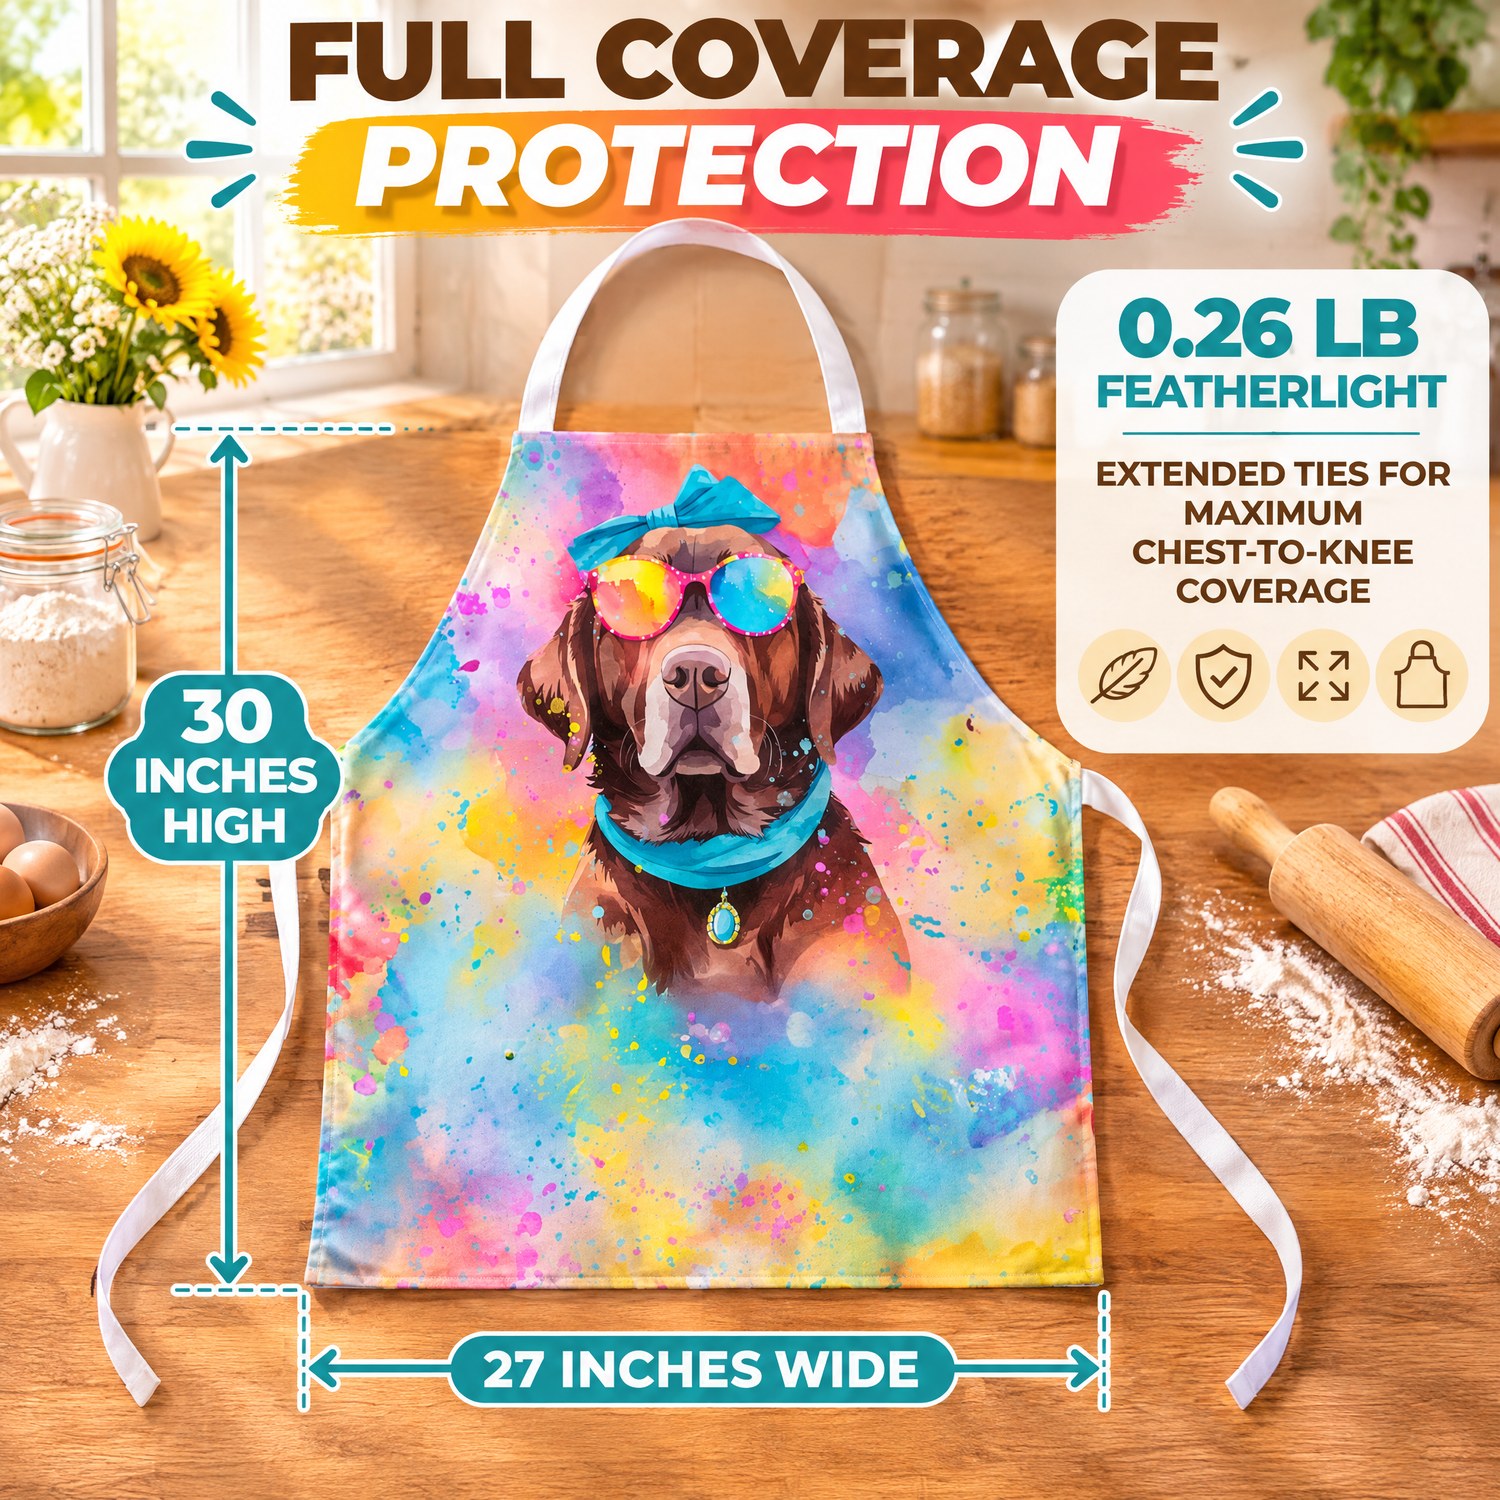 FULL COVERAGE
PROTECTION
0.26 LB
FEATHERLIGHT
EXTENDED TIES FOR
MAXIMUM
CHEST-TO-KNEE
COVERAGE
30
INCHES
HIGH
27 INCHES WIDE